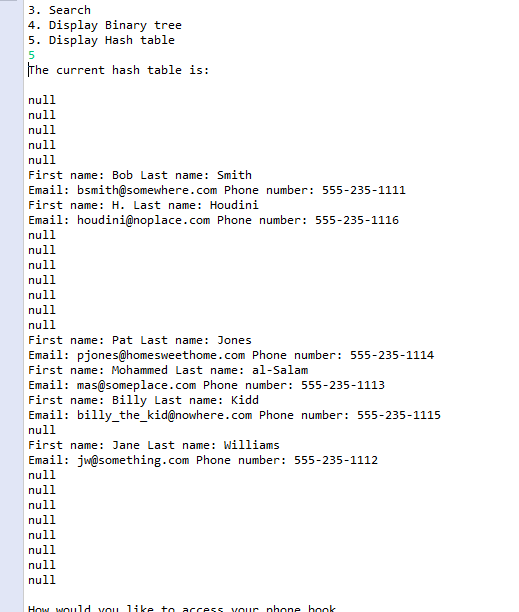 3. Search
4. Display Binary tree
5. Display Hash table
5
The current hash table is:
null
null
null
null
null
First name: Bob Last name: Smith
Email: bsmith@somewhere.com Phone number: 555-235-1111
First name: H. Last name: Houdini
Email: houdini@noplace.com Phone number: 555-235-1116
null
null
null
null
null
null
null
First name: Pat Last name: Jones
Email: pjones@homesweethome.com Phone number: 555-235-1114
First name: Mohammed Last name: al-Salam
Email: mas@someplace.com Phone number: 555-235-1113
First name: Billy Last name: Kidd
Email: billy_the_kid@nowhere.com Phone number: 555-235-1115
null
First name: Jane Last name: Williams
Email: jw@something.com Phone number: 555-235-1112
null
null
null
null
null
null
null
null
How would you like to access your phone book